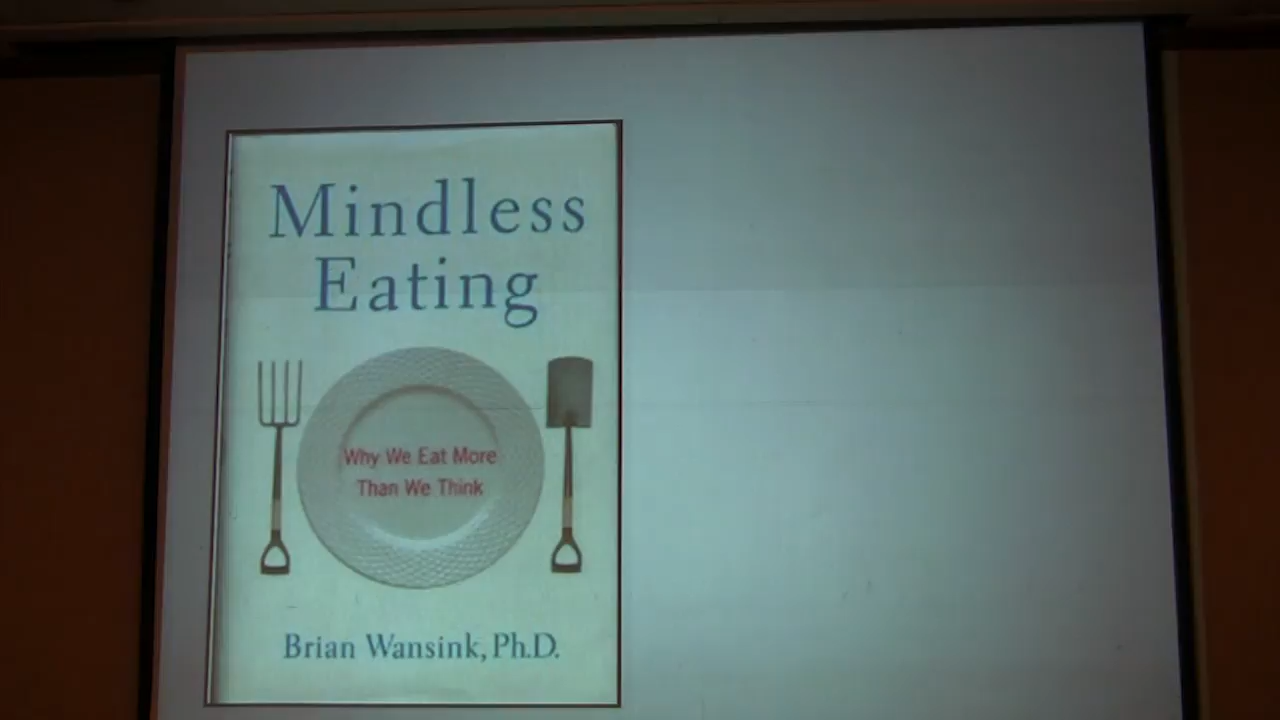 Mindless
Eating
Why We Eat More
Than We Think
Brian Wansink, Ph.D.